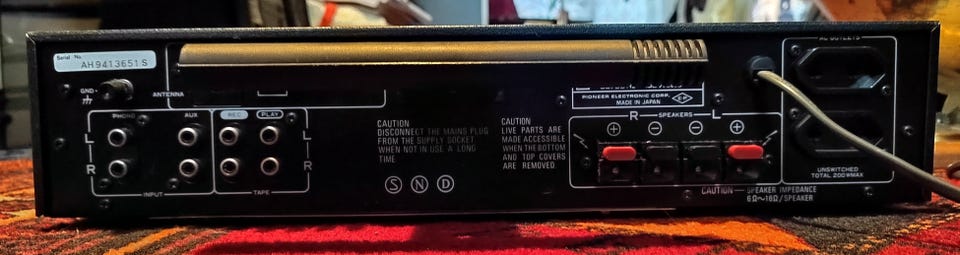 Serial No.
AH9413651S
AC OUTLETS
GND
ANTENNA
PIONEER ELECTRONIC CORP.
MADE IN JAPAN
PHONO
AUX
REC
PLAY
L
L
R
R
INPUT
TAPE
CAUTION
DISCONNECT THE MAINS PLUG
FROM THE SUPPLY SOCKET
WHEN NOT IN USE A LONG
TIME
S N D
CAUTION
LIVE PARTS ARE
MADE ACCESSIBLE
WHEN THE BOTTOM
AND TOP COVERS
ARE REMOVED.
R SPEAKERS L
+ − − +
CAUTION — SPEAKER IMPEDANCE
6Ω~16Ω/SPEAKER
UNSWITCHED
TOTAL 200W MAX